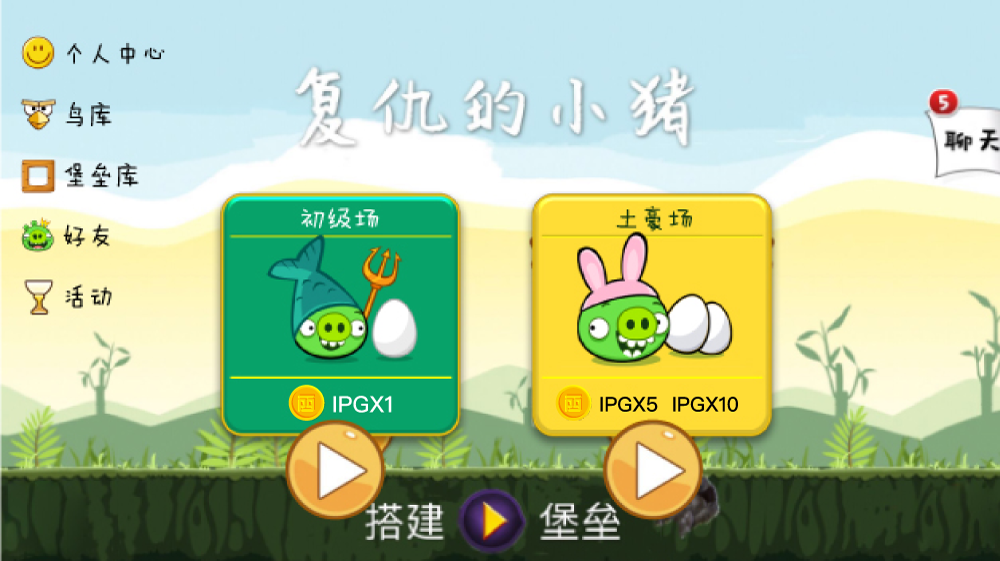 个人中心
鸟库
堡垒库
好友
活动
复仇的小猪
5
聊天
初级场
IPGX1
土豪场
IPGX5 IPGX10
搭建 堡垒